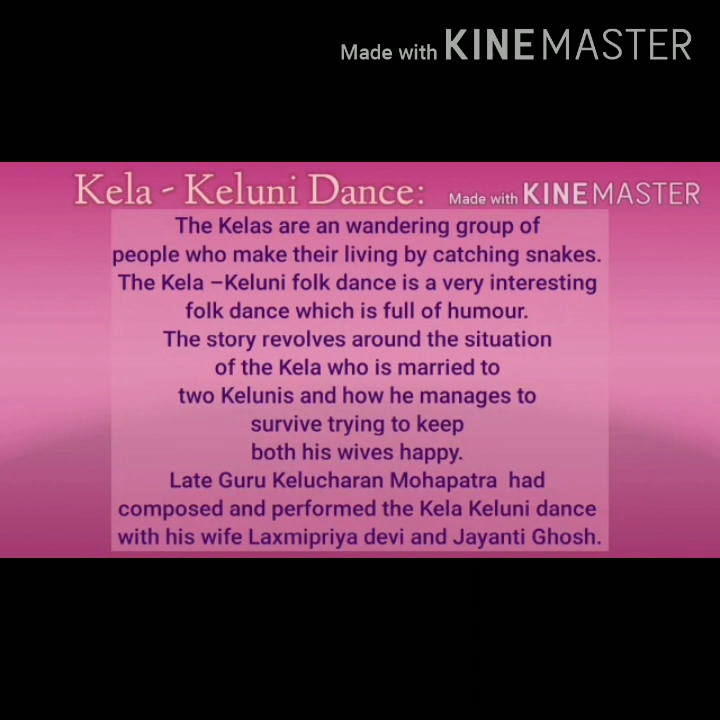 Made with KINEMASTER
Kela - Keluni Dance:
Made with KINEMASTER
The Kelas are an wandering group of
people who make their living by catching snakes.
The Kela –Keluni folk dance is a very interesting
folk dance which is full of humour.
The story revolves around the situation
of the Kela who is married to
two Kelunis and how he manages to
survive trying to keep
both his wives happy.
Late Guru Kelucharan Mohapatra had
composed and performed the Kela Keluni dance
with his wife Laxmipriya devi and Jayanti Ghosh.